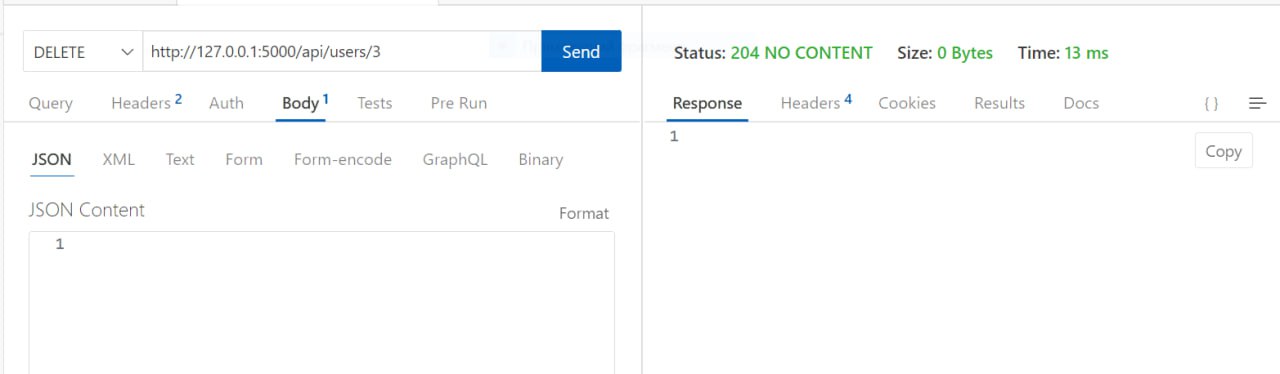 DELETE http://127.0.0.1:5000/api/users/3 Send
Status: 204 NO CONTENT Size: 0 Bytes Time: 13 ms
Query Headers 2 Auth Body 1 Tests Pre Run
Response Headers 4 Cookies Results Docs { }
1
Copy
JSON XML Text Form Form-encode GraphQL Binary
JSON Content
Format
1